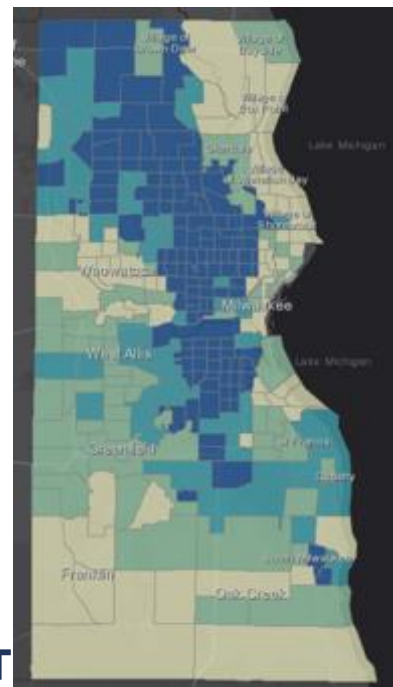 Village of
Brown Deer
Village of
Bayside
Village of
Fox Point
Lake Michigan
Glendale
Village of
Whitefish Bay
Village of
Shorewood
Wauwatosa
Milwaukee
West Allis
Lake Michigan
Greenfield
St. Francis
Cudahy
South Milwaukee
Franklin
Oak Creek
T